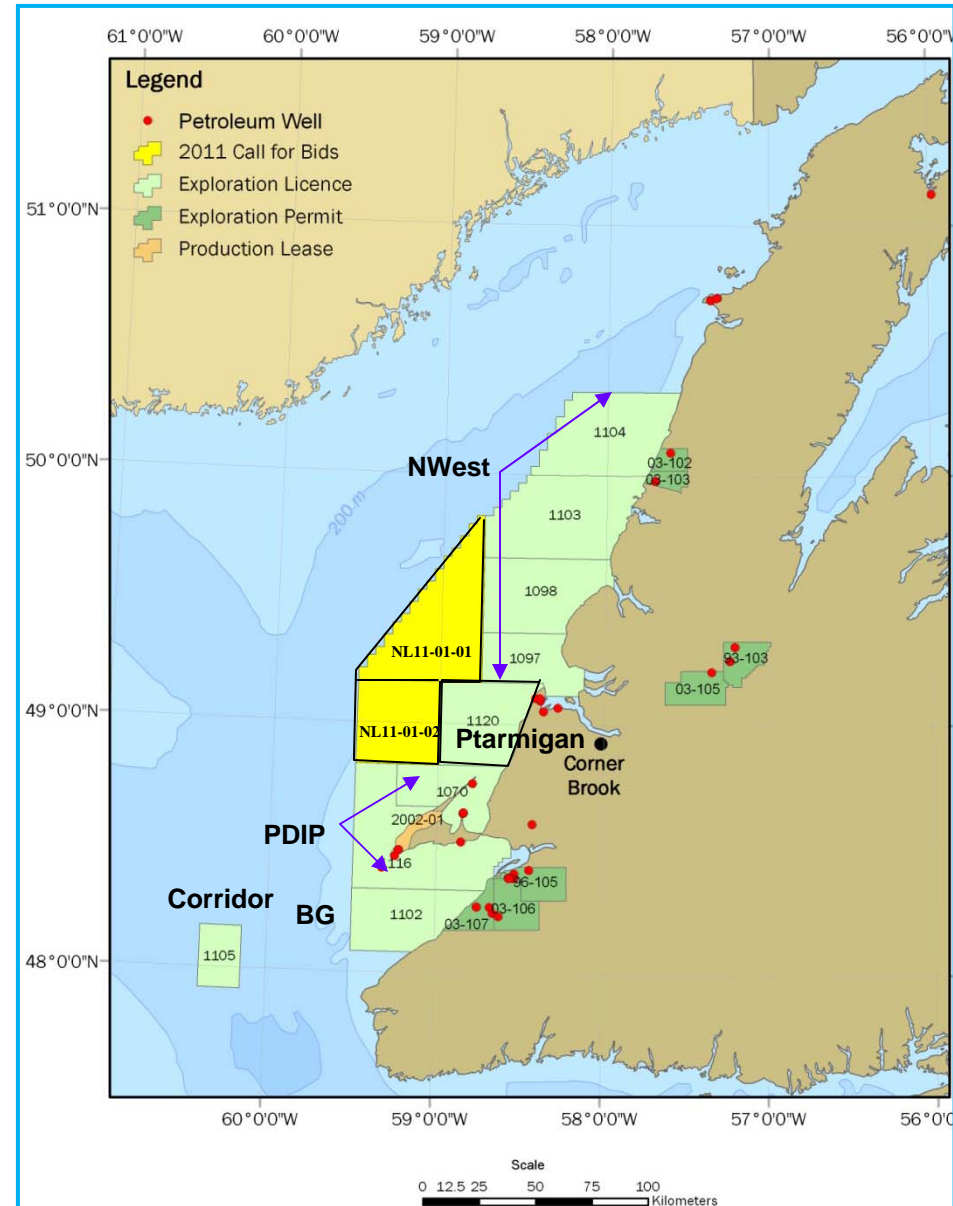 61°0'0"W 60°0'0"W 59°0'0"W 58°0'0"W 57°0'0"W 56°0'0"W
Legend
Petroleum Well
2011 Call for Bids
Exploration Licence
Exploration Permit
Production Lease
51°0'0"N
200 m
1104
50°0'0"N
NWest
03-102
03-103
1103
1098
NL11-01-01
1097
93-103
03-105
49°0'0"N
NL11-01-02
1120
Ptarmigan
Corner
Brook
1070
2002-01
PDIP
116
96-105
Corridor
BG
1102
03-106
03-107
1105
48°0'0"N
60°0'0"W 59°0'0"W 58°0'0"W 57°0'0"W 56°0'
Scale
0 12.5 25 50 75 100
Kilometers